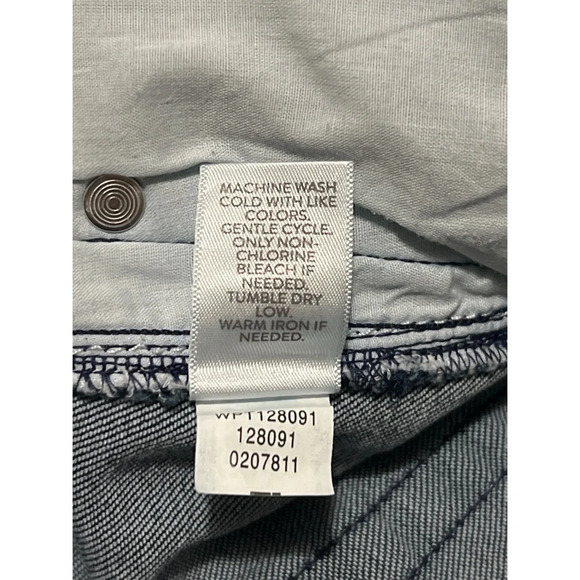 MACHINE WASH
COLD WITH LIKE
COLORS.
GENTLE CYCLE.
ONLY NON-
CHLORINE
BLEACH IF
NEEDED.
TUMBLE DRY
LOW.
WARM IRON IF
NEEDED.
WPT128091
128091
0207811